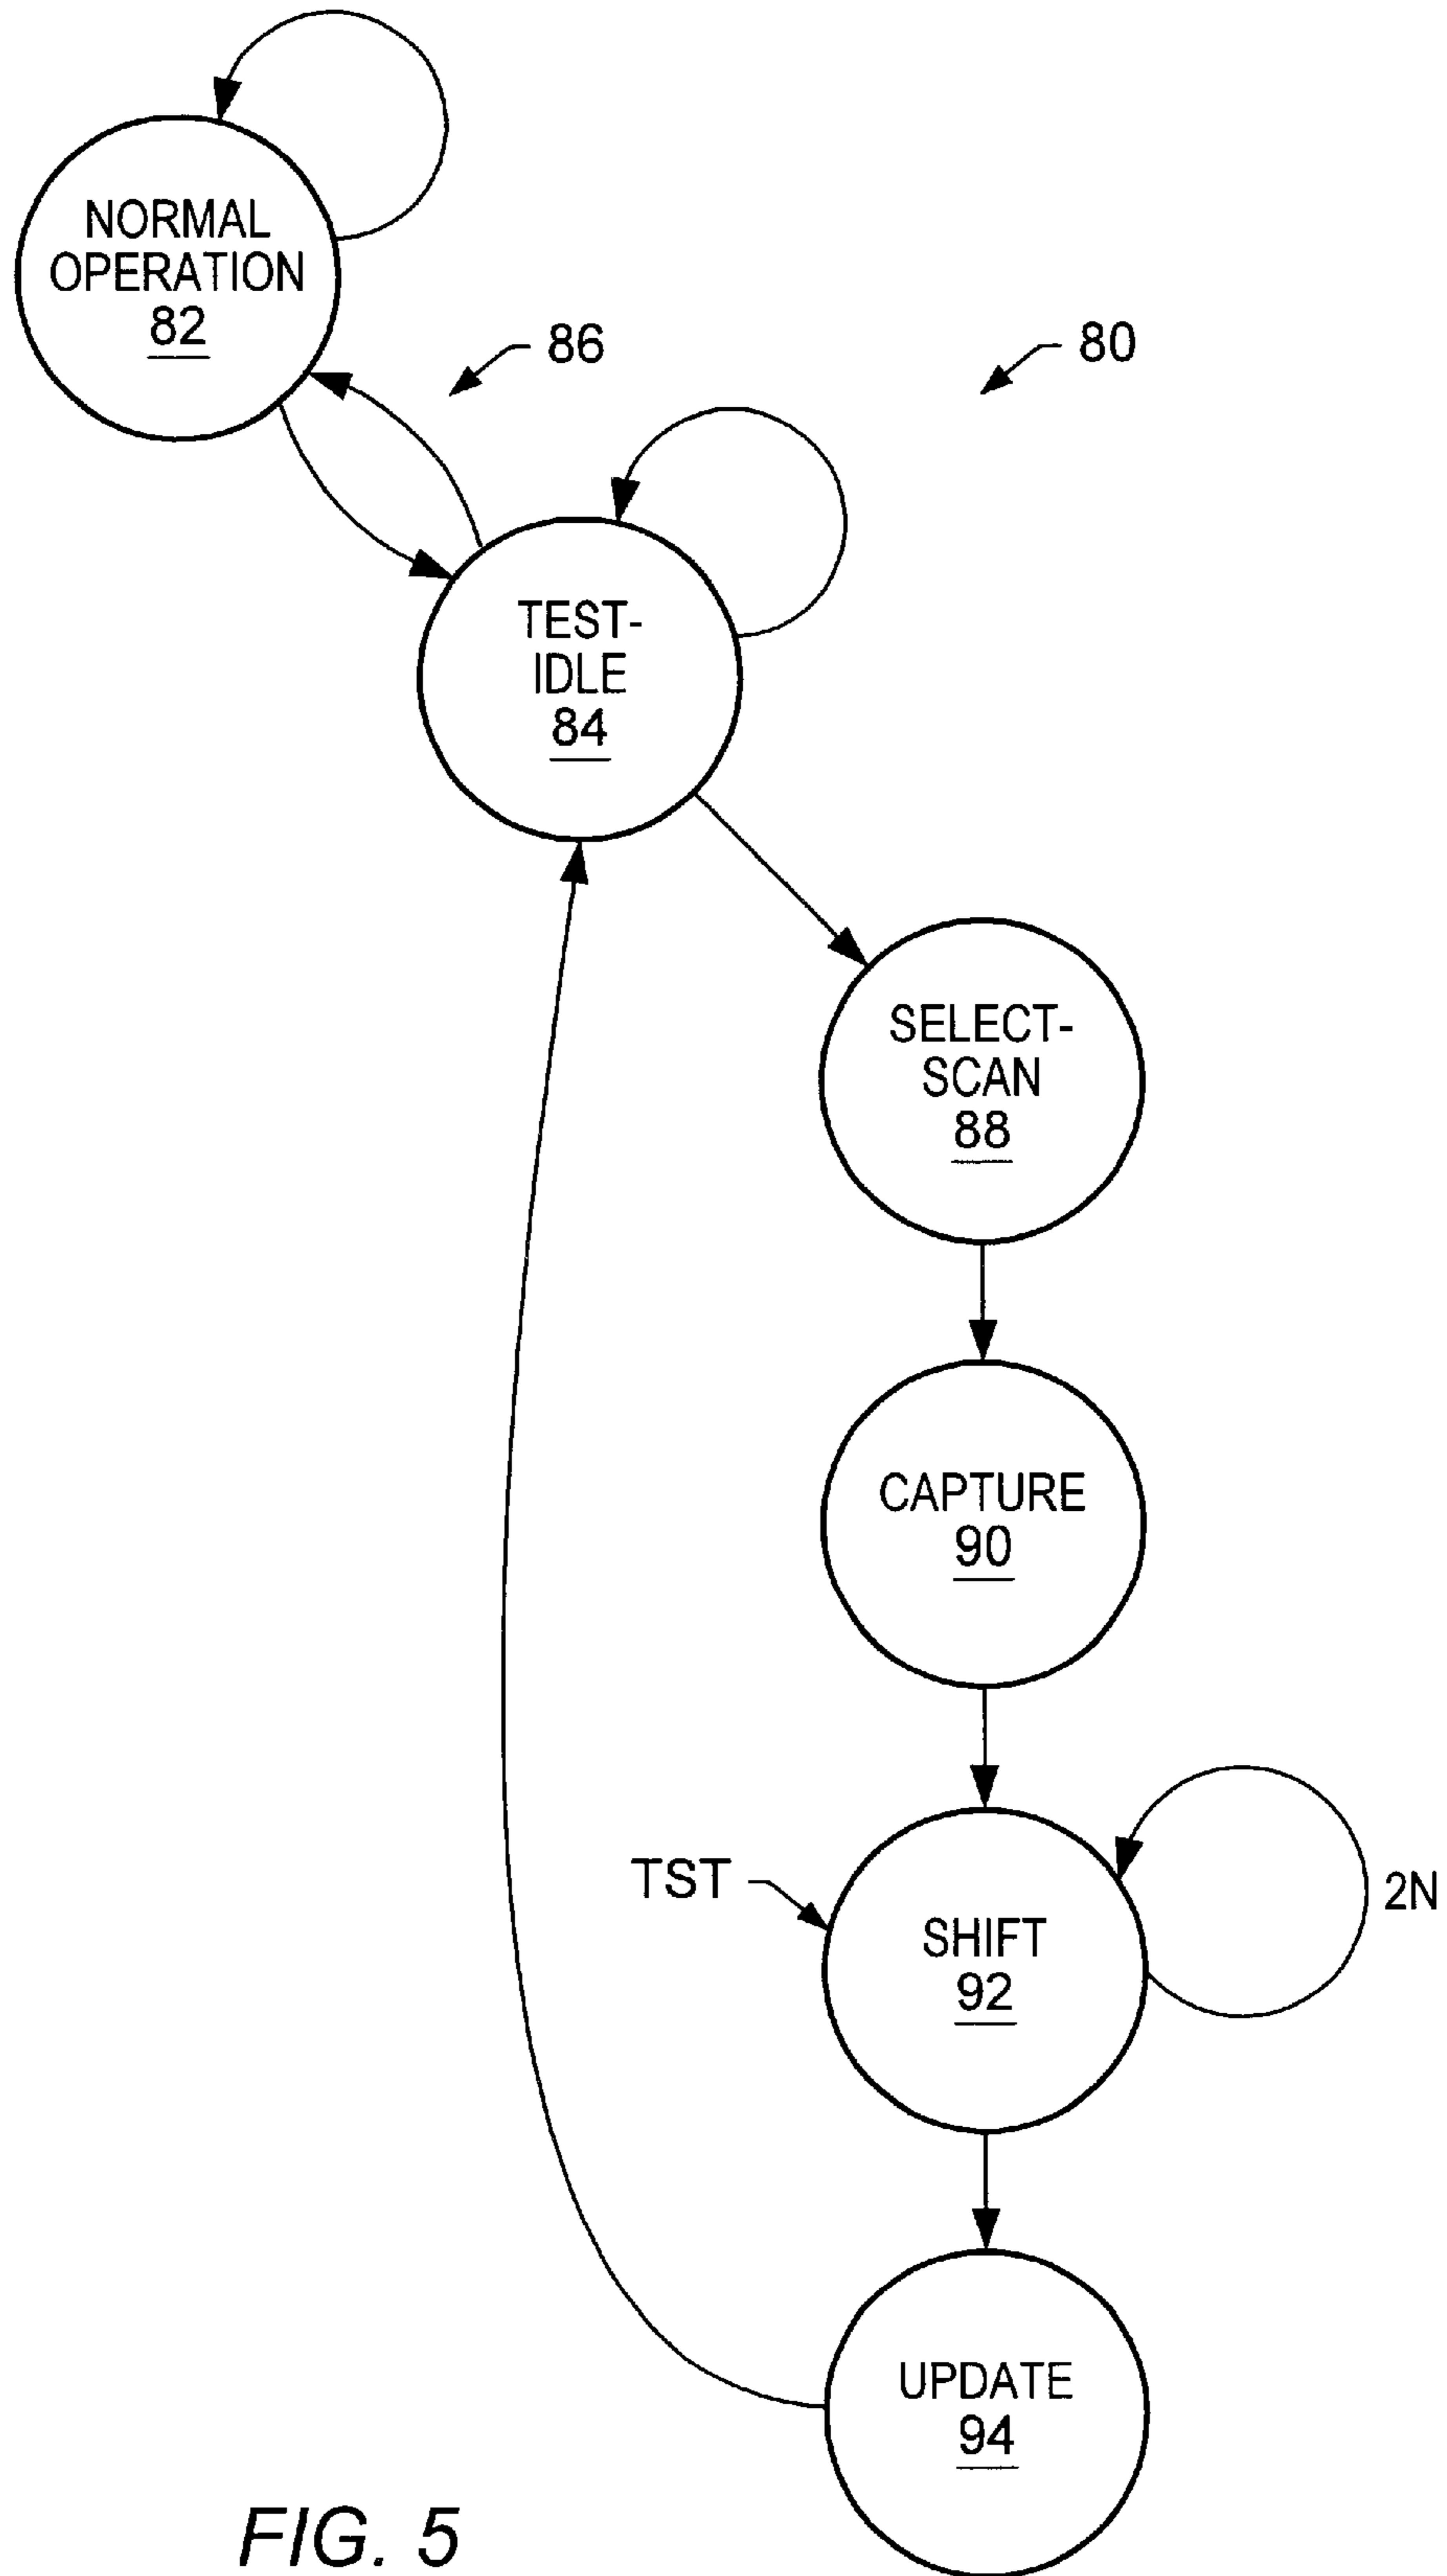 NORMAL
OPERATION
82
86
80
TEST-
IDLE
84
SELECT-
SCAN
88
CAPTURE
90
TST
SHIFT
92
2N
UPDATE
94
FIG. 5